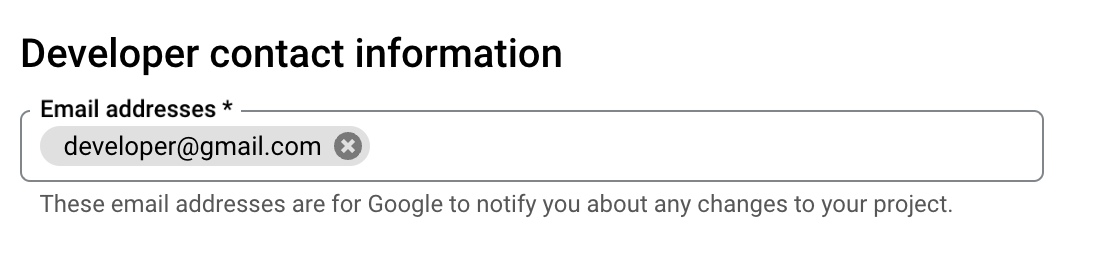 Developer contact information
Email addresses *
developer@gmail.com
These email addresses are for Google to notify you about any changes to your project.